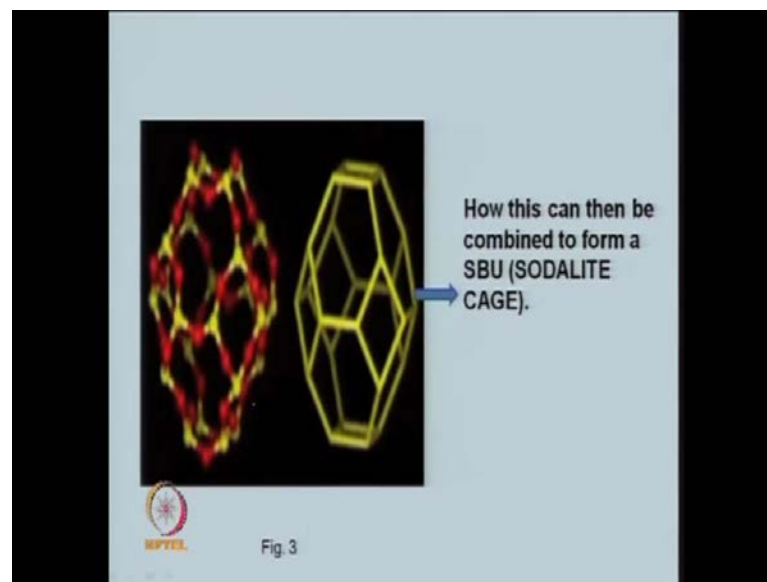 How this can then be
combined to form a
SBU (SODALITE
CAGE).
NPTEL
Fig. 3